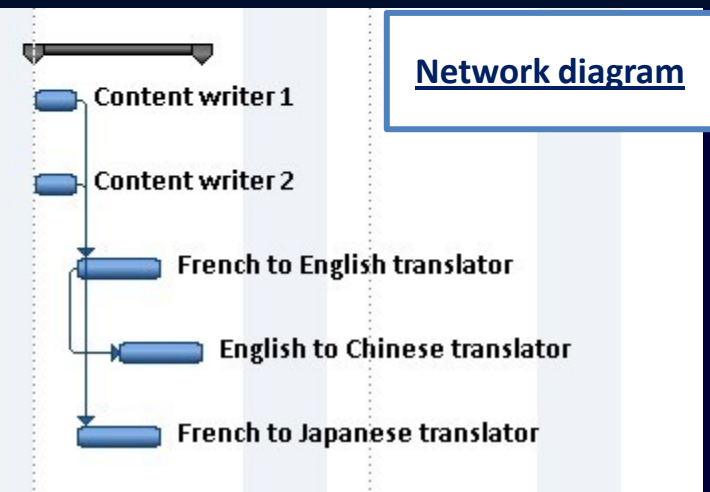 Network diagram
Content writer 1
Content writer 2
French to English translator
English to Chinese translator
French to Japanese translator